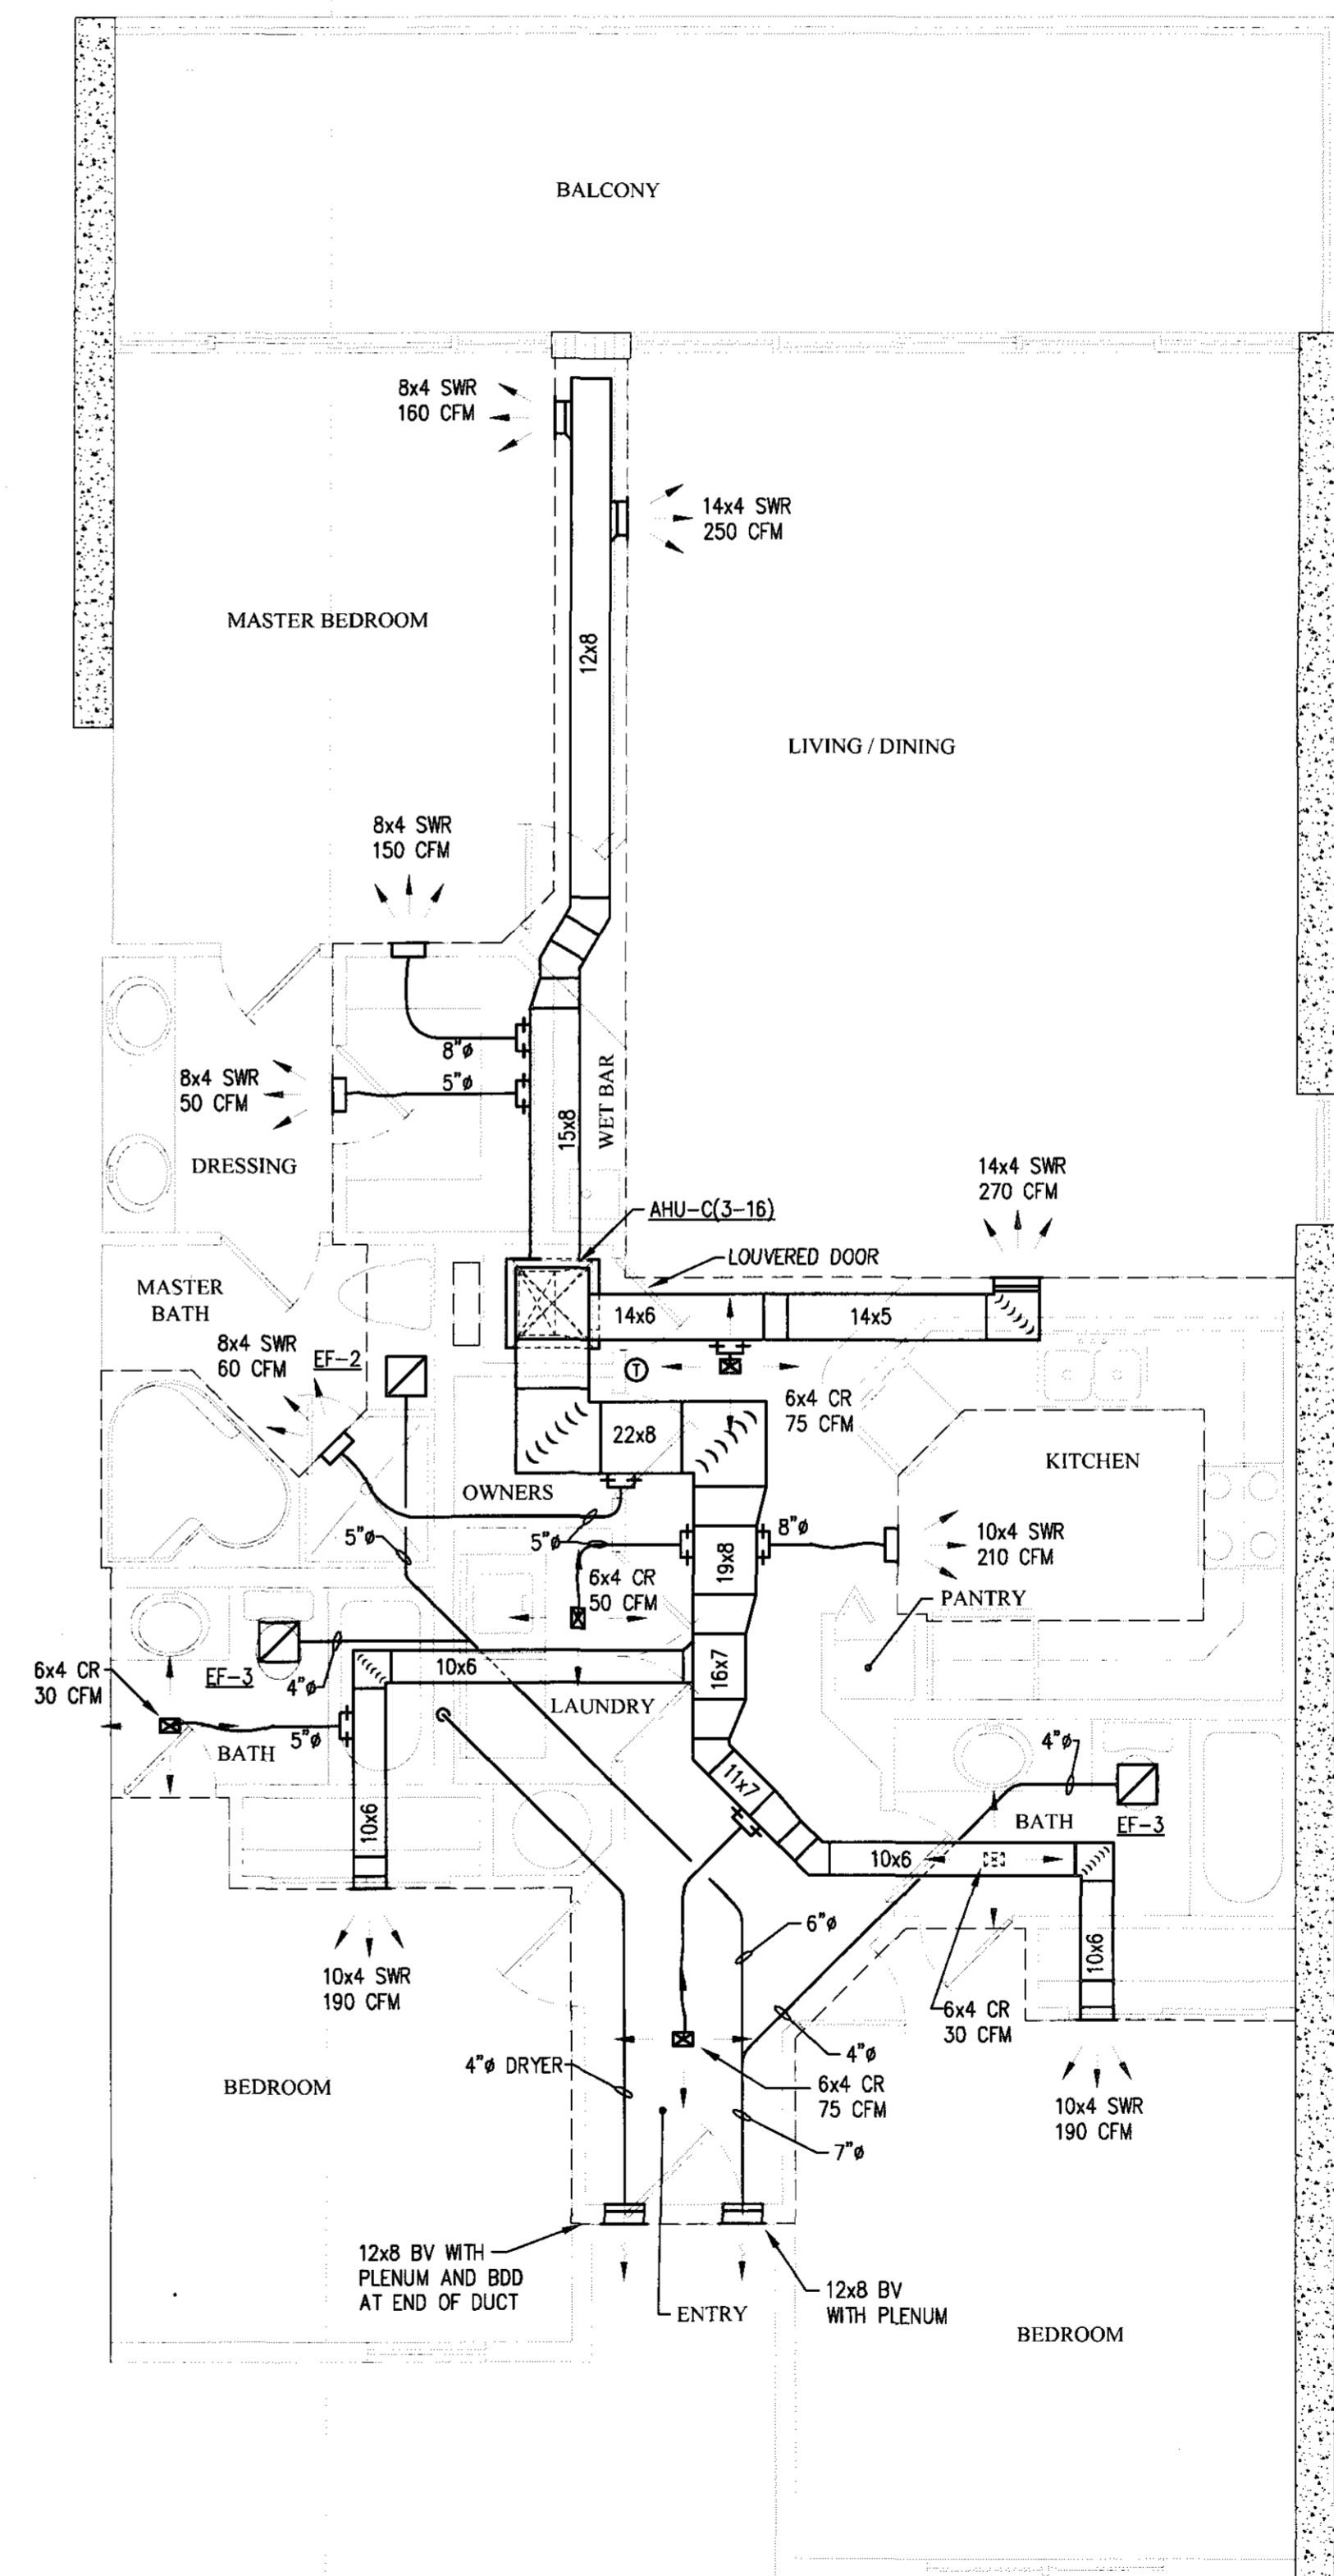 BALCONY
8x4 SWR
160 CFM
14x4 SWR
250 CFM
MASTER BEDROOM
12x8
LIVING / DINING
8x4 SWR
150 CFM
8"ø
5"ø
8x4 SWR
50 CFM
15x8
WET BAR
DRESSING
14x4 SWR
270 CFM
AHU-C(3-16)
LOUVERED DOOR
MASTER
BATH
14x6
14x5
8x4 SWR
60 CFM
EF-2
T
6x4 CR
75 CFM
22x8
KITCHEN
OWNERS
5"ø
5"ø
8"ø
19x8
10x4 SWR
210 CFM
6x4 CR
50 CFM
PANTRY
6x4 CR
30 CFM
EF-3
4"ø
10x6
16x7
LAUNDRY
BATH
5"ø
4"ø
11x7
10x6
BATH
EF-3
10x6
10x6
6"ø
10x4 SWR
190 CFM
6x4 CR
30 CFM
4"ø
4"ø DRYER
6x4 CR
75 CFM
BEDROOM
10x4 SWR
190 CFM
7"ø
12x8 BV WITH
PLENUM AND BDD
AT END OF DUCT
12x8 BV
WITH PLENUM
ENTRY
BEDROOM